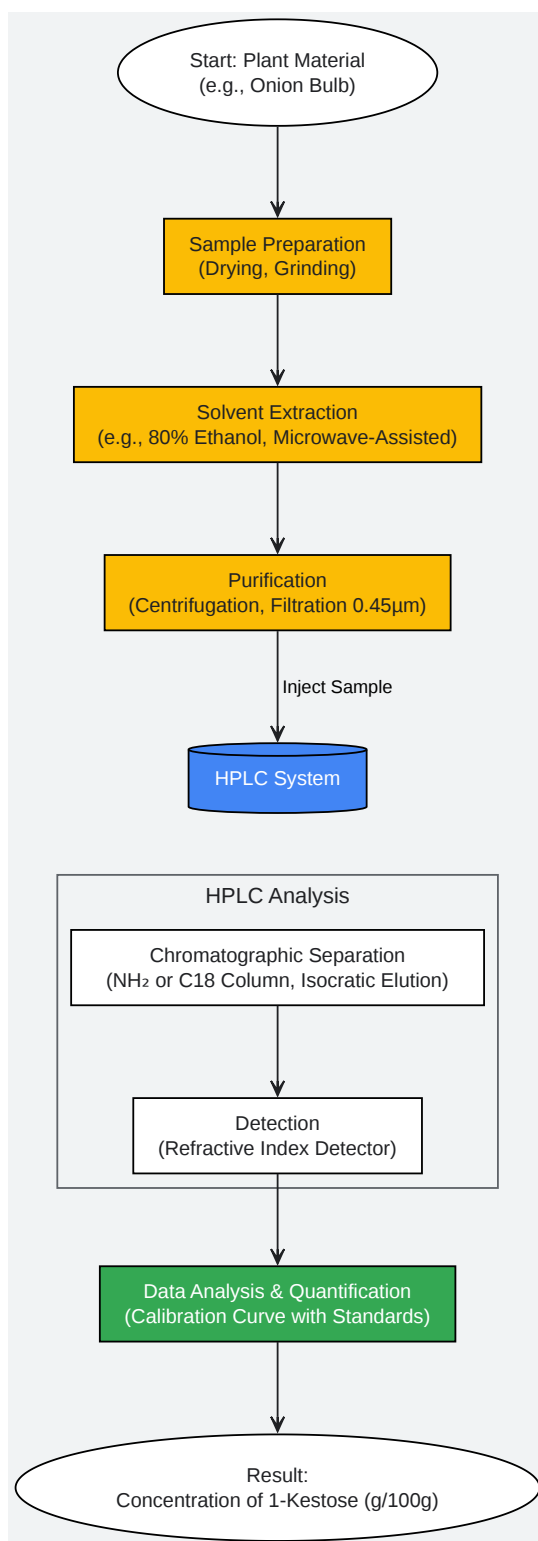 Start: Plant Material
(e.g., Onion Bulb)
Sample Preparation
(Drying, Grinding)
Solvent Extraction
(e.g., 80% Ethanol, Microwave-Assisted)
Purification
(Centrifugation, Filtration 0.45µm)
Inject Sample
HPLC System
HPLC Analysis
Chromatographic Separation
(NH₂ or C18 Column, Isocratic Elution)
Detection
(Refractive Index Detector)
Data Analysis & Quantification
(Calibration Curve with Standards)
Result:
Concentration of 1-Kestose (g/100g)